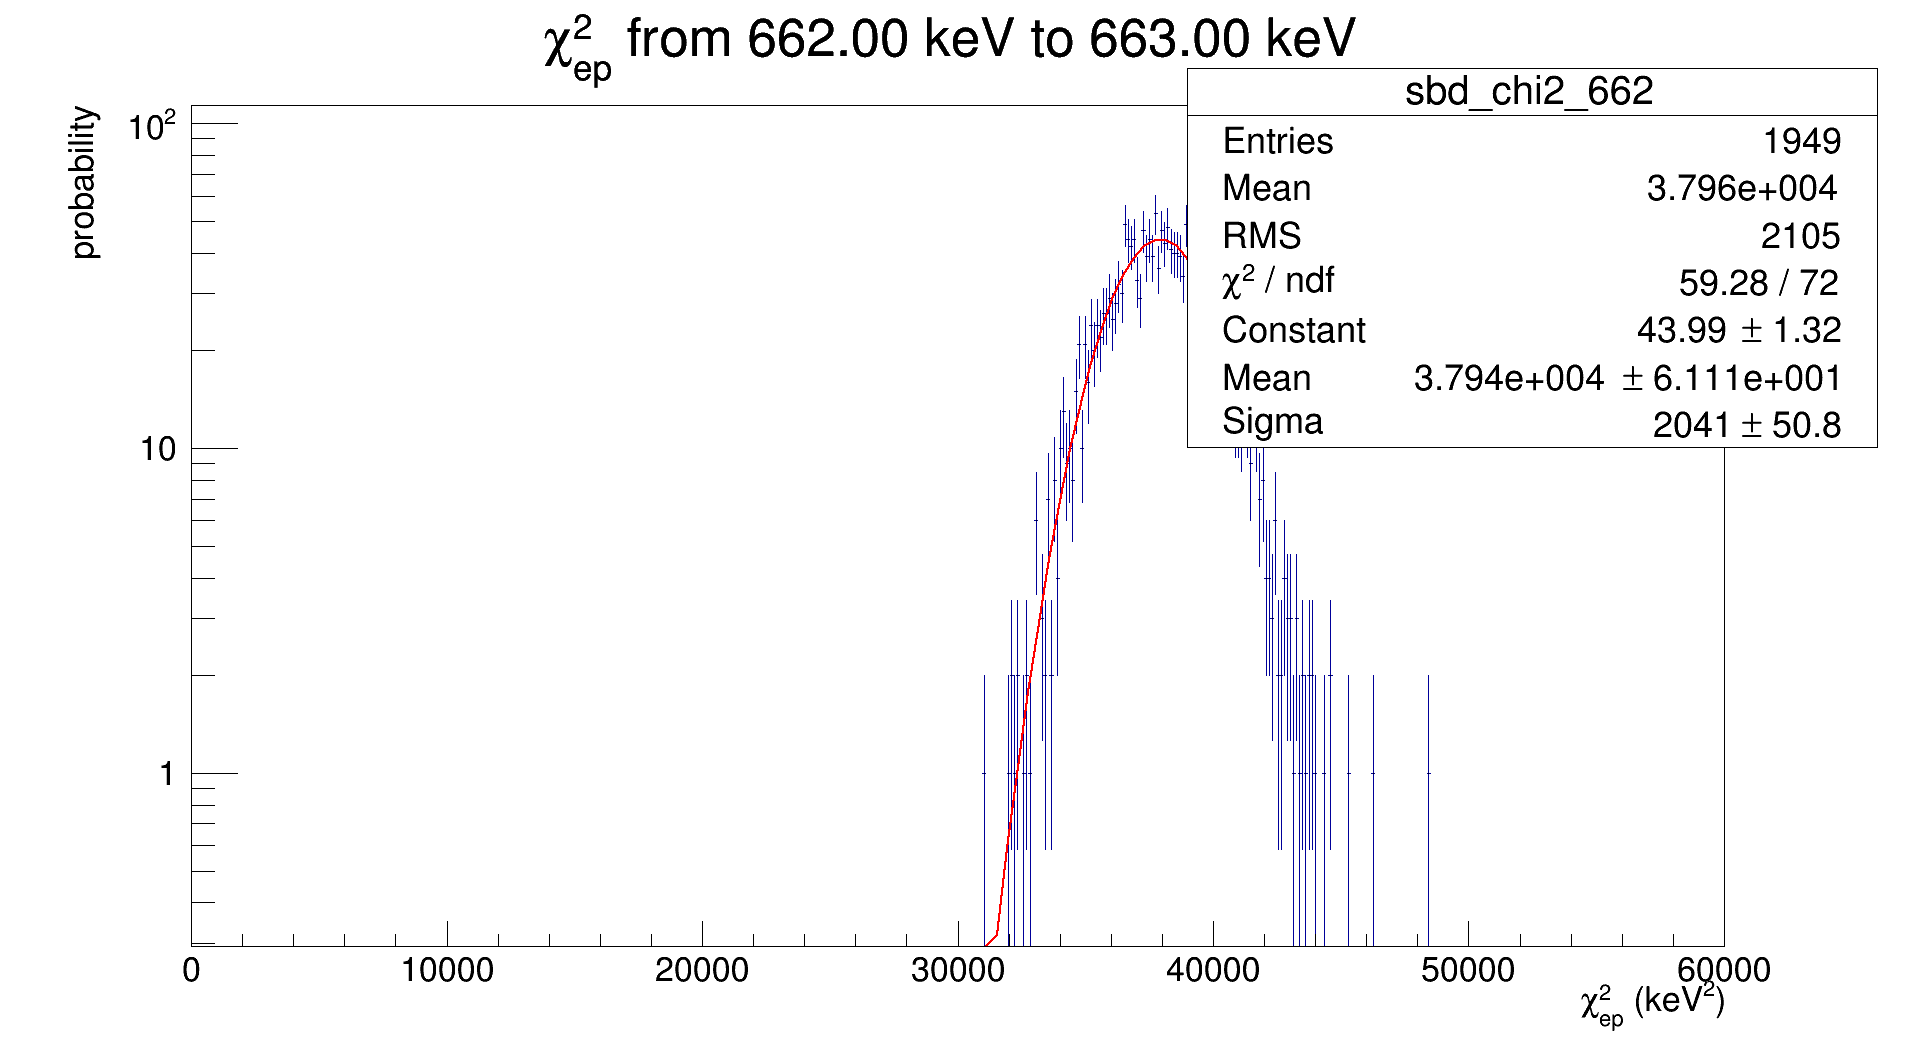 χ²ep from 662.00 keV to 663.00 keV
probability
10²
10
1
sbd_chi2_662
Entries 1949
Mean 3.796e+004
RMS 2105
χ² / ndf 59.28 / 72
Constant 43.99 ± 1.32
Mean 3.794e+004 ± 6.111e+001
Sigma 2041 ± 50.8
0 10000 20000 30000 40000 50000 60000
χ²ep (keV²)